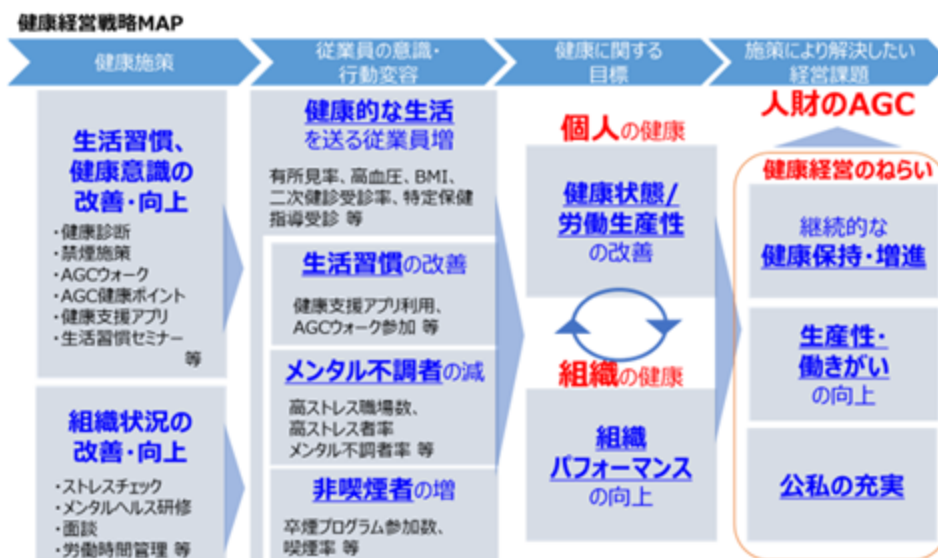 健康経営戦略MAP
健康施策
従業員の意識・
行動変容
健康に関する
目標
施策により解決したい
経営課題
生活習慣、
健康意識の
改善・向上
・健康診断
・禁煙施策
・AGCウォーク
・AGC健康ポイント
・健康支援アプリ
・生活習慣セミナー
等
組織状況の
改善・向上
・ストレスチェック
・メンタルヘルス研修
・面談
・労働時間管理 等
健康的な生活
を送る従業員増
有所見率、高血圧、BMI、
二次健診受診率、特定保健
指導受診 等
生活習慣の改善
健康支援アプリ利用、
AGCウォーク参加 等
メンタル不調者の減
高ストレス職場数、
高ストレス者率
メンタル不調者率 等
非喫煙者の増
卒煙プログラム参加数、
喫煙率 等
個人の健康
健康状態/
労働生産性
の改善
組織の健康
組織
パフォーマンス
の向上
人財のAGC
健康経営のねらい
継続的な
健康保持・増進
生産性・
働きがい
の向上
公私の充実